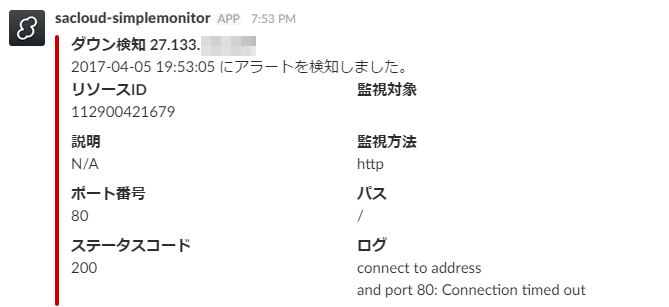 sacloud-simplemonitor APP 7:53 PM
ダウン検知 27.133.
2017-04-05 19:53:05 にアラートを検知しました。
リソースID 監視対象
112900421679
説明 監視方法
N/A http
ポート番号 パス
80 /
ステータスコード ログ
200 connect to address
and port 80: Connection timed out